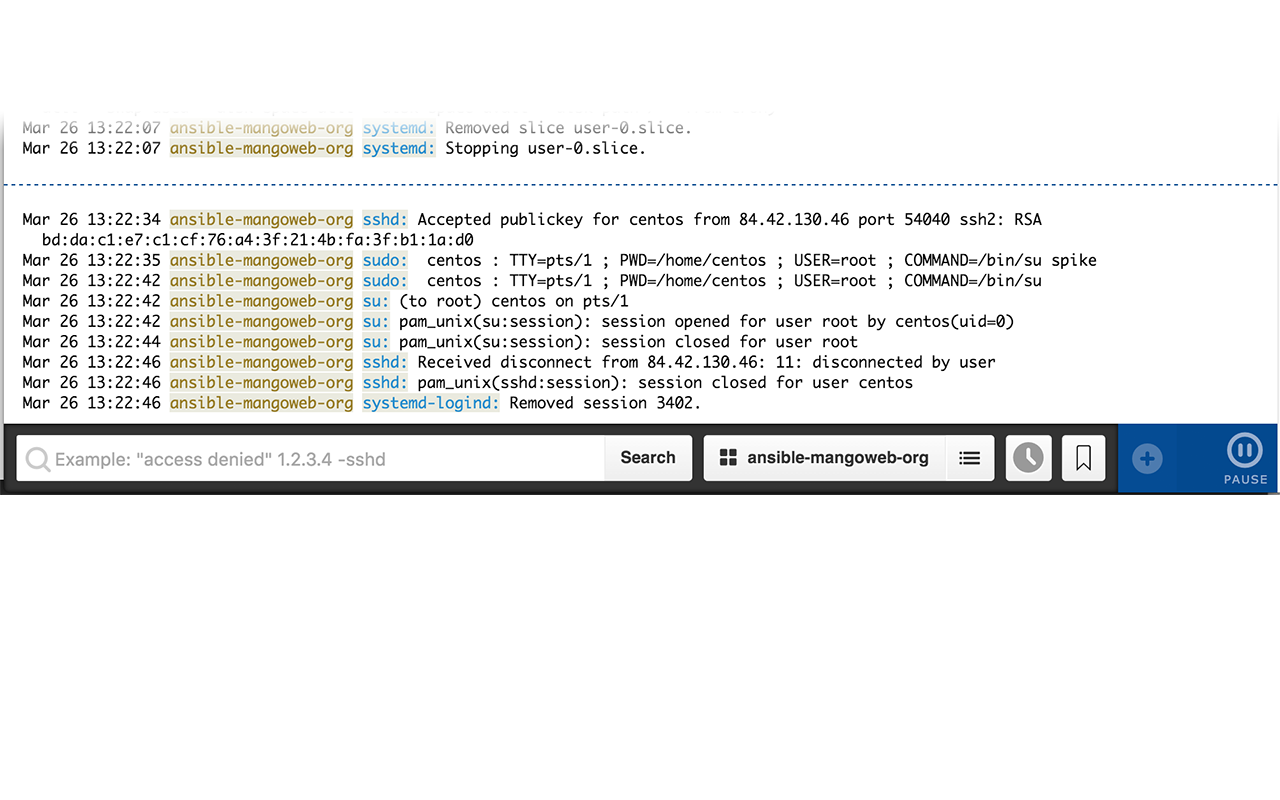 Mar 26 13:22:07 ansible-mangoweb-org systemd: Removed slice user-0.slice.
Mar 26 13:22:07 ansible-mangoweb-org systemd: Stopping user-0.slice.
Mar 26 13:22:34 ansible-mangoweb-org sshd: Accepted publickey for centos from 84.42.130.46 port 54040 ssh2: RSA
bd:da:c1:e7:c1:cf:76:a4:3f:21:4b:fa:3f:b1:1a:d0
Mar 26 13:22:35 ansible-mangoweb-org sudo: centos : TTY=pts/1 ; PWD=/home/centos ; USER=root ; COMMAND=/bin/su spike
Mar 26 13:22:42 ansible-mangoweb-org sudo: centos : TTY=pts/1 ; PWD=/home/centos ; USER=root ; COMMAND=/bin/su
Mar 26 13:22:42 ansible-mangoweb-org su: (to root) centos on pts/1
Mar 26 13:22:42 ansible-mangoweb-org su: pam_unix(su:session): session opened for user root by centos(uid=0)
Mar 26 13:22:44 ansible-mangoweb-org su: pam_unix(su:session): session closed for user root
Mar 26 13:22:46 ansible-mangoweb-org sshd: Received disconnect from 84.42.130.46: 11: disconnected by user
Mar 26 13:22:46 ansible-mangoweb-org sshd: pam_unix(sshd:session): session closed for user centos
Mar 26 13:22:46 ansible-mangoweb-org systemd-logind: Removed session 3402.
Example: "access denied" 1.2.3.4 -sshd Search ansible-mangoweb-org
PAUSE